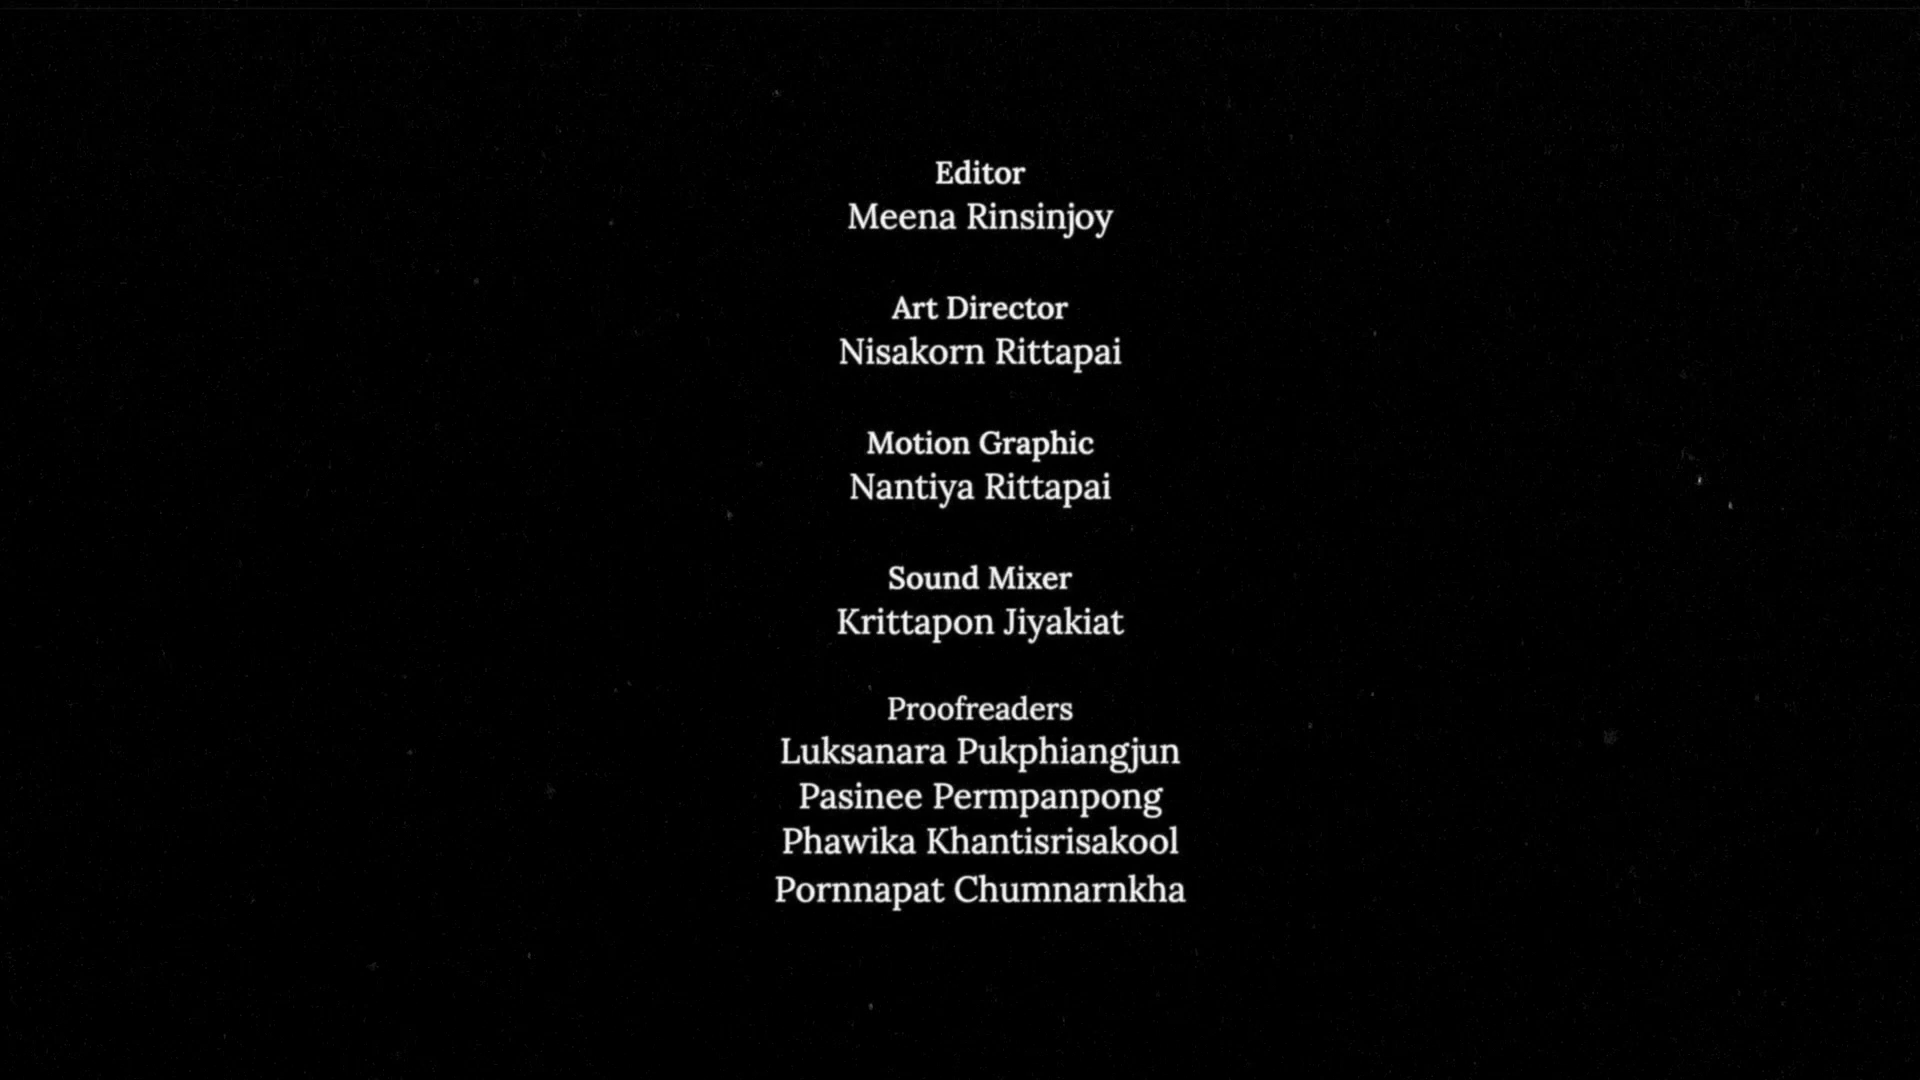 Editor
Meena Rinsinjoy
Art Director
Nisakorn Rittapai
Motion Graphic
Nantiya Rittapai
Sound Mixer
Krittapon Jiyakiat
Proofreaders
Luksanara Pukphiangjun
Pasinee Permpanpong
Phawika Khantisrisakool
Pornnapat Chumnarnkha